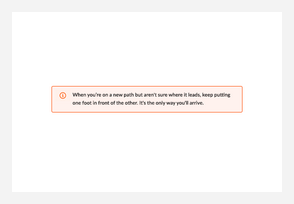 When you're on a new path but aren't sure where it leads, keep putting
one foot in front of the other. It's the only way you'll arrive.